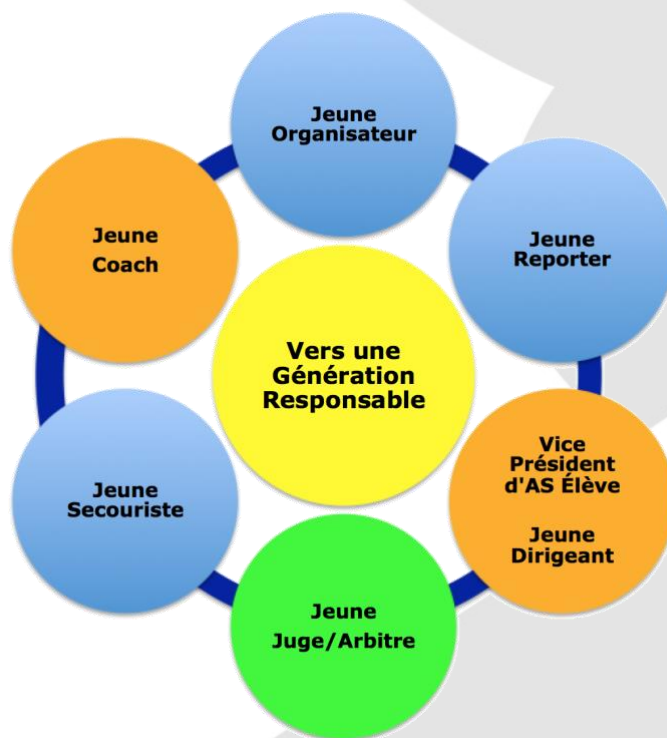 Jeune
Organisateur
Jeune
Reporter
Vice
Président
d'AS Élève
Jeune
Dirigeant
Jeune
Juge/Arbitre
Jeune
Secouriste
Jeune
Coach
Vers une
Génération
Responsable